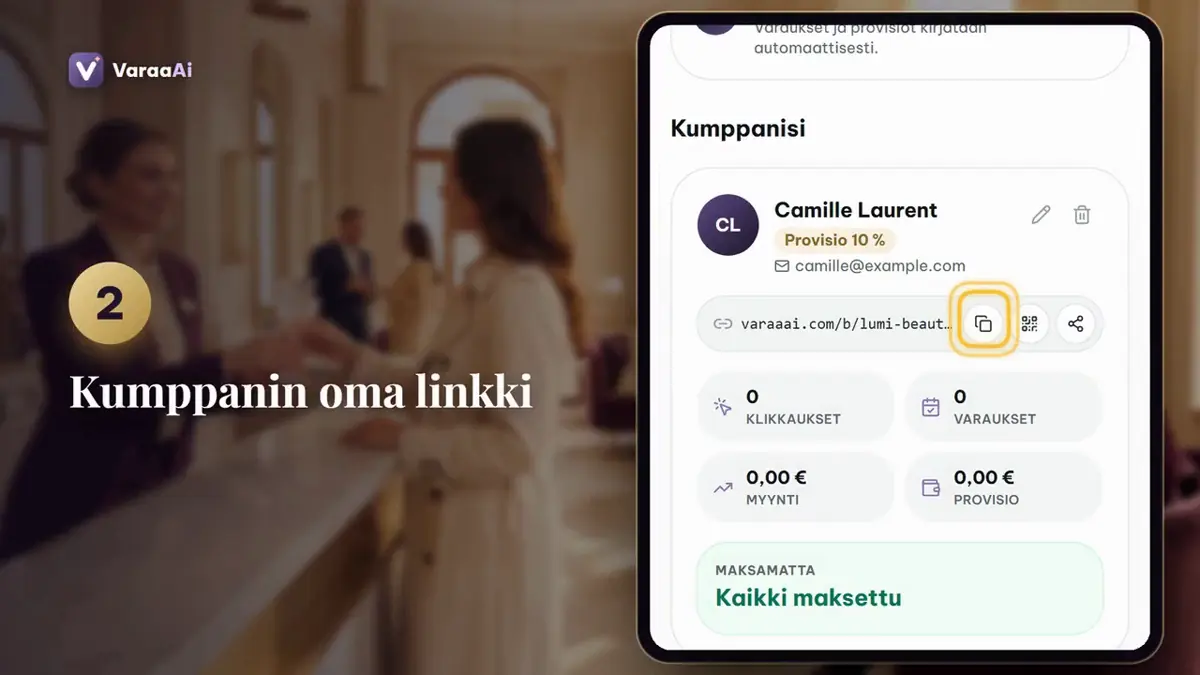 VaraaAi
2
Kumppanin oma linkki
Varaukset ja provisiot kirjataan
automaattisesti.
Kumppanisi
CL
Camille Laurent
Provisio 10 %
camille@example.com
varaaai.com/b/lumi-beaut…
0
KLIKKAUKSET
0
VARAUKSET
0,00 €
MYYNTI
0,00 €
PROVISIO
MAKSAMATTA
Kaikki maksettu